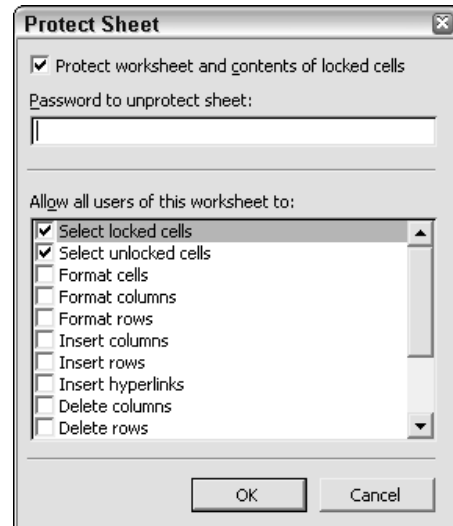 Protect Sheet
Protect worksheet and contents of locked cells
Password to unprotect sheet:
Allow all users of this worksheet to:
Select locked cells
Select unlocked cells
Format cells
Format columns
Format rows
Insert columns
Insert rows
Insert hyperlinks
Delete columns
Delete rows
OK Cancel